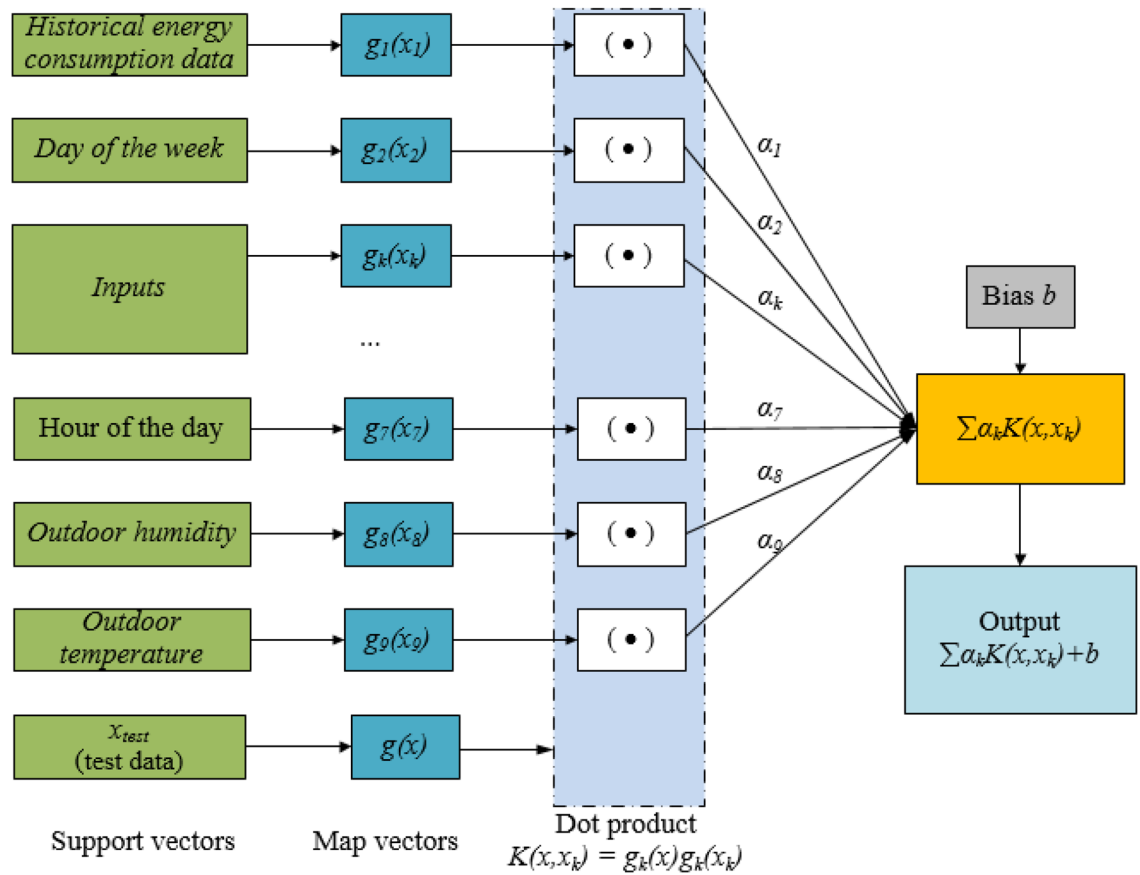 Historical energy
consumption data
g₁(x₁)
( • )
α₁
Day of the week
g₂(x₂)
( • )
α₂
Inputs
gₖ(xₖ)
( • )
αₖ
...
Bias b
∑αₖK(x,xₖ)
Hour of the day
g₇(x₇)
( • )
α₇
Outdoor humidity
g₈(x₈)
( • )
α₈
Outdoor
temperature
g₉(x₉)
( • )
α₉
Output
∑αₖK(x,xₖ)+b
x_test
(test data)
g(x)
Support vectors
Map vectors
Dot product
K(x,xₖ) = gₖ(x)gₖ(xₖ)